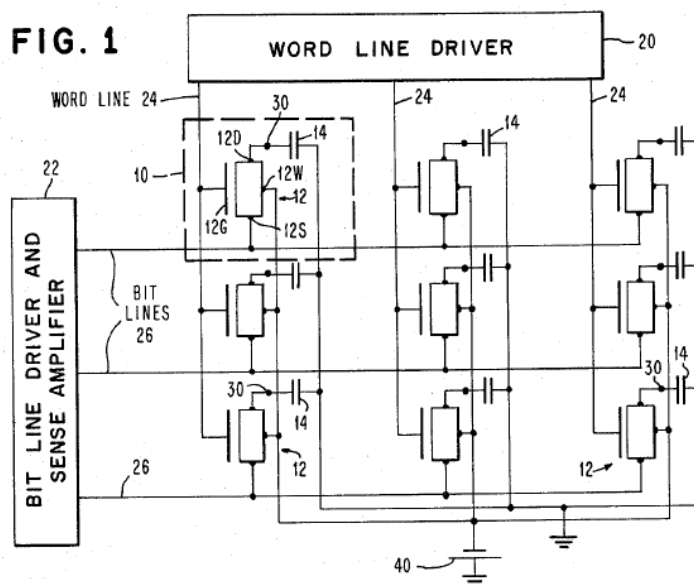 FIG. 1
WORD LINE DRIVER
20
WORD LINE 24
24
24
30
14
14
12D
10
12W
12
12G
12S
22
BIT LINE DRIVER AND
SENSE AMPLIFIER
BIT
LINES
26
30
14
30
14
12
12
26
40